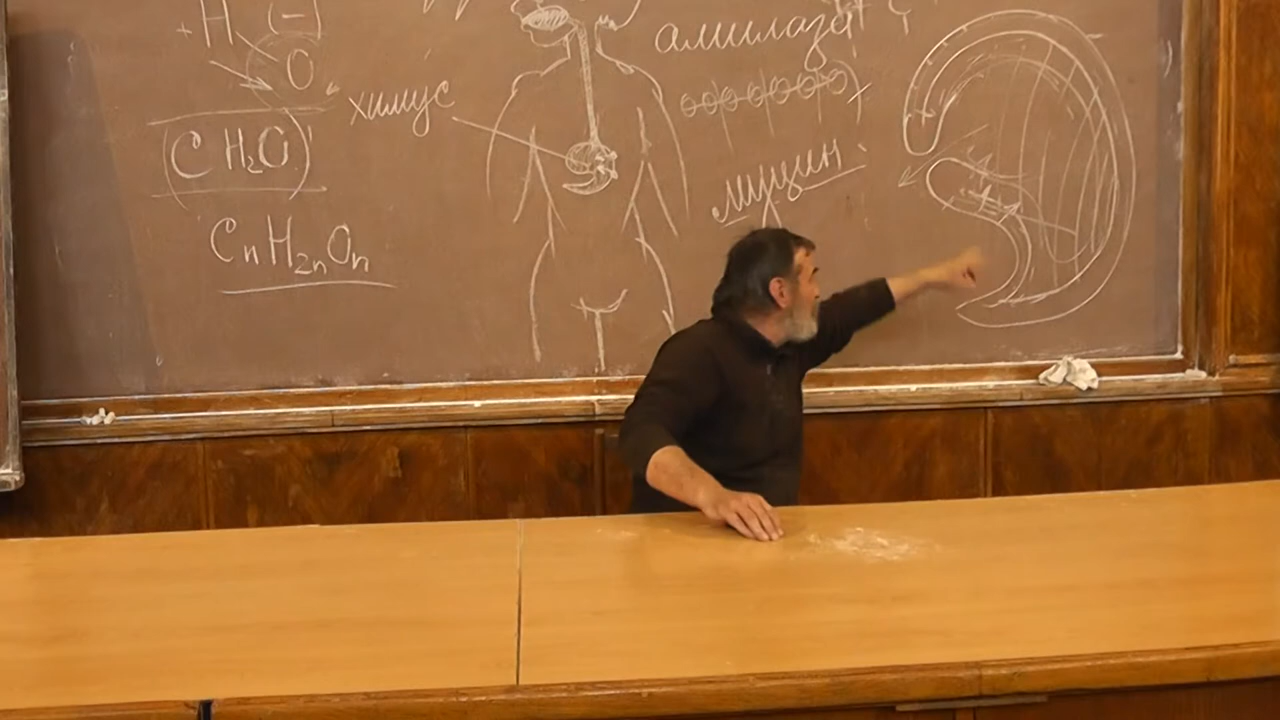 H (−)
O
(CH₂O)
CₙH₂ₙOₙ
химус
амилаза
муцин